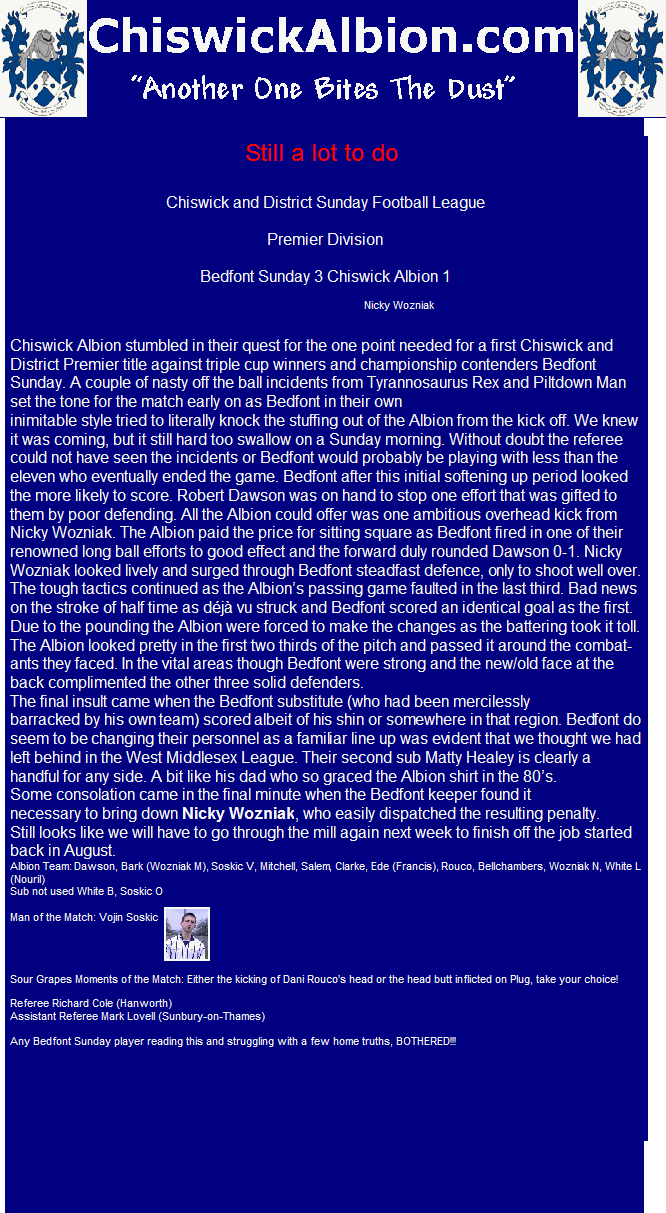 ChiswickAlbion.com
“Another One Bites The Dust”
Still a lot to do
Chiswick and District Sunday Football League
Premier Division
Bedfont Sunday 3 Chiswick Albion 1
Nicky Wozniak
Chiswick Albion stumbled in their quest for the one point needed for a first Chiswick and
District Premier title against triple cup winners and championship contenders Bedfont
Sunday. A couple of nasty off the ball incidents from Tyrannosaurus Rex and Piltdown Man
set the tone for the match early on as Bedfont in their own
inimitable style tried to literally knock the stuffing out of the Albion from the kick off. We knew
it was coming, but it still hard too swallow on a Sunday morning. Without doubt the referee
could not have seen the incidents or Bedfont would probably be playing with less than the
eleven who eventually ended the game. Bedfont after this initial softening up period looked
the more likely to score. Robert Dawson was on hand to stop one effort that was gifted to
them by poor defending. All the Albion could offer was one ambitious overhead kick from
Nicky Wozniak. The Albion paid the price for sitting square as Bedfont fired in one of their
renowned long ball efforts to good effect and the forward duly rounded Dawson 0-1. Nicky
Wozniak looked lively and surged through Bedfont steadfast defence, only to shoot well over.
The tough tactics continued as the Albion’s passing game faulted in the last third. Bad news
on the stroke of half time as déjà vu struck and Bedfont scored an identical goal as the first.
Due to the pounding the Albion were forced to make the changes as the battering took it toll.
The Albion looked pretty in the first two thirds of the pitch and passed it around the combat-
ants they faced. In the vital areas though Bedfont were strong and the new/old face at the
back complimented the other three solid defenders.
The final insult came when the Bedfont substitute (who had been mercilessly
barracked by his own team) scored albeit of his shin or somewhere in that region. Bedfont do
seem to be changing their personnel as a familiar line up was evident that we thought we had
left behind in the West Middlesex League. Their second sub Matty Healey is clearly a
handful for any side. A bit like his dad who so graced the Albion shirt in the 80’s.
Some consolation came in the final minute when the Bedfont keeper found it
necessary to bring down Nicky Wozniak, who easily dispatched the resulting penalty.
Still looks like we will have to go through the mill again next week to finish off the job started
back in August.
Albion Team: Dawson, Bark (Wozniak M), Soskic V, Mitchell, Salem, Clarke, Ede (Francis), Rouco, Bellchambers, Wozniak N, White L
(Nouril)
Sub not used White B, Soskic O
Man of the Match: Vojin Soskic
Sour Grapes Moments of the Match: Either the kicking of Dani Rouco's head or the head butt inflicted on Plug, take your choice!
Referee Richard Cole (Hanworth)
Assistant Referee Mark Lovell (Sunbury-on-Thames)
Any Bedfont Sunday player reading this and struggling with a few home truths, BOTHERED!!!